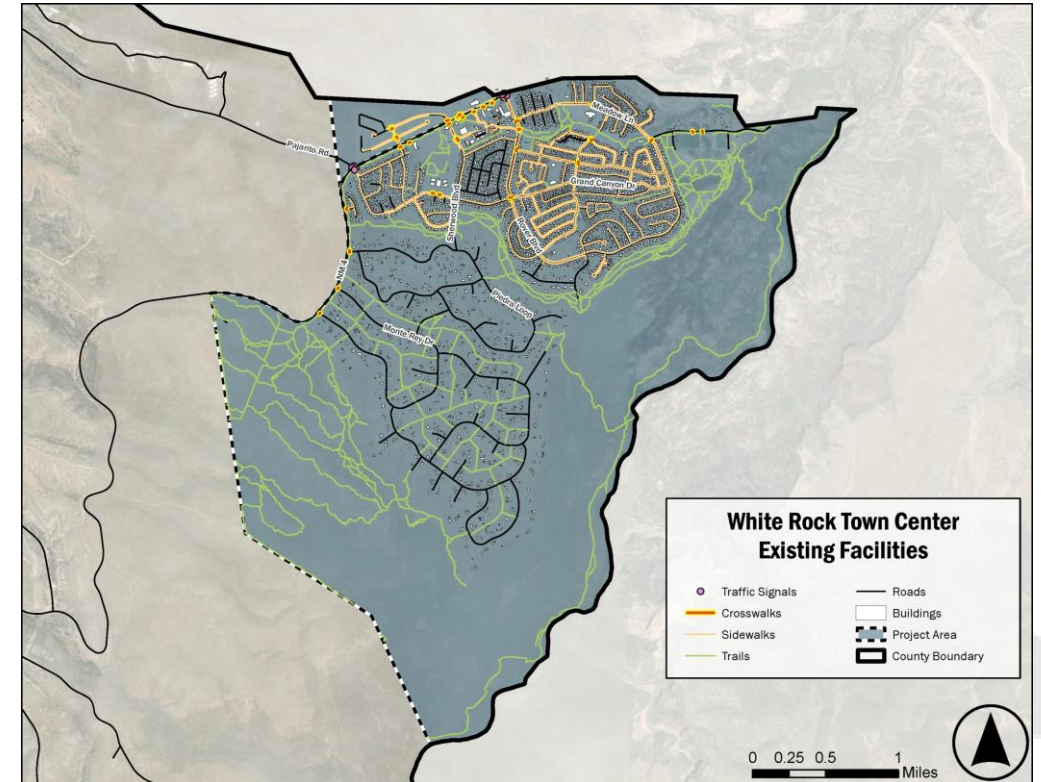 Meadow Ln
Pajarito Rd
Grand Canyon Dr
Sherwood Blvd
Rover Blvd
NM 4
Piedra Loop
Monte Rey Dr
White Rock Town Center
Existing Facilities
Traffic Signals
Crosswalks
Sidewalks
Trails
Roads
Buildings
Project Area
County Boundary
0 0.25 0.5 1
Miles